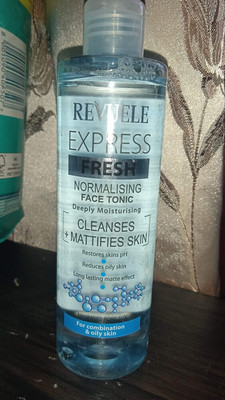 REVUELE
EXPRESS
FRESH
NORMALISING
FACE TONIC
Deeply Moisturising
CLEANSES
+ MATTIFIES SKIN
Restores skins pH
Reduces oily skin
Long lasting matte effect
For combination
& oily skin